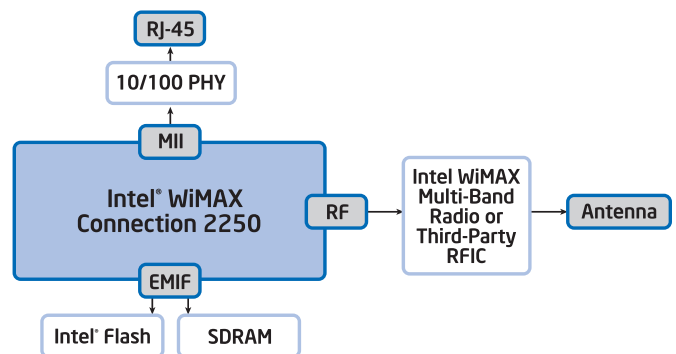 RJ-45
10/100 PHY
MII
Intel® WiMAX
Connection 2250
RF
Intel WiMAX
Multi-Band
Radio or
Third-Party
RFIC
Antenna
EMIF
Intel® Flash
SDRAM